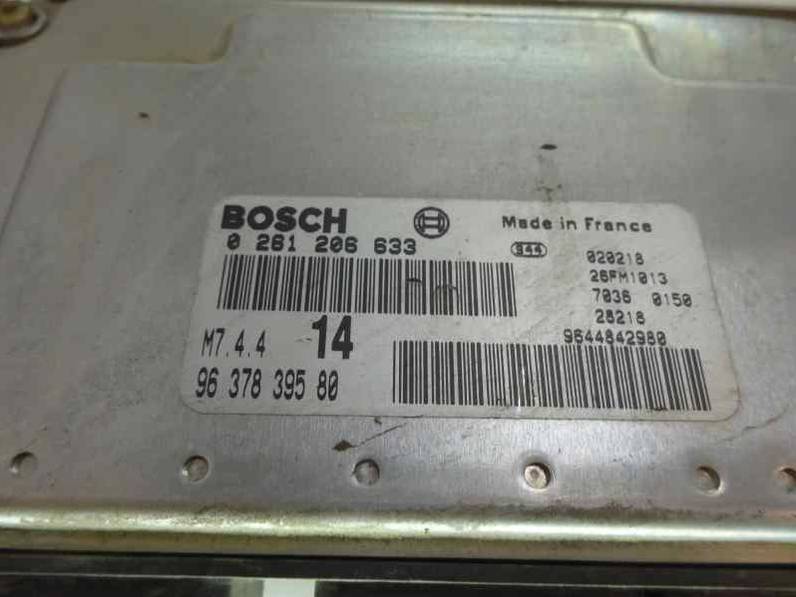 BOSCH
Made in France
0 261 206 633
944
020218
26FM1013
7036 0150
28218
9644842980
M7.4.4 14
96 378 395 80